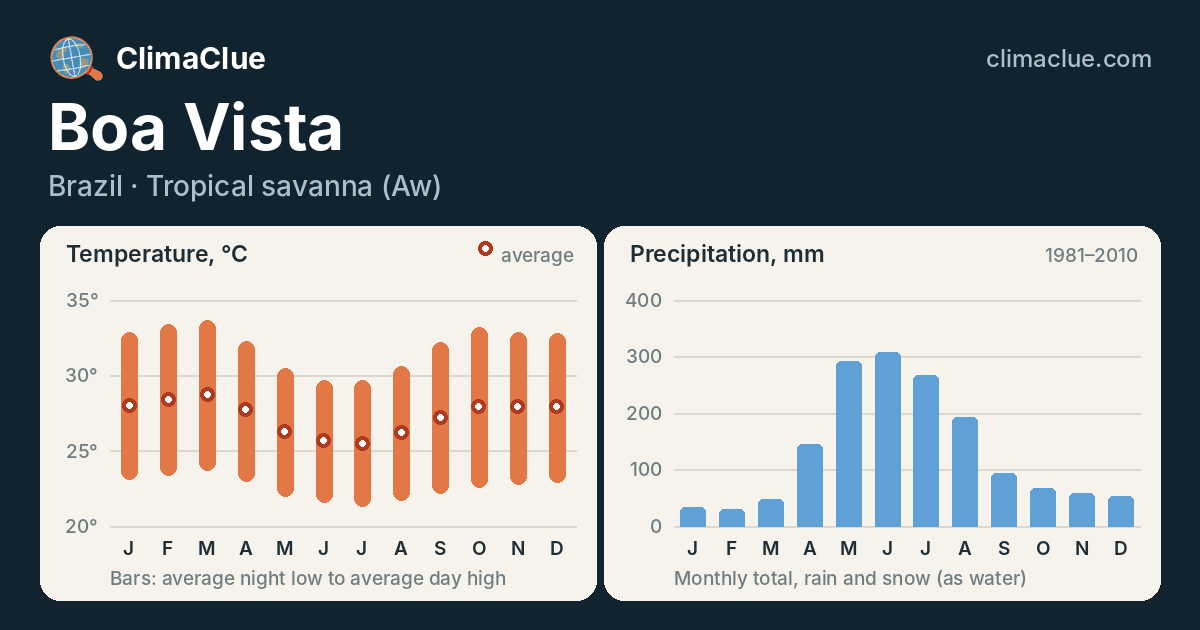 ClimaClue
climaclue.com
Boa Vista
Brazil · Tropical savanna (Aw)
Temperature, °C
average
35°
30°
25°
20°
J F M A M J J A S O N D
Bars: average night low to average day high
Precipitation, mm
1981–2010
400
300
200
100
0
J F M A M J J A S O N D
Monthly total, rain and snow (as water)